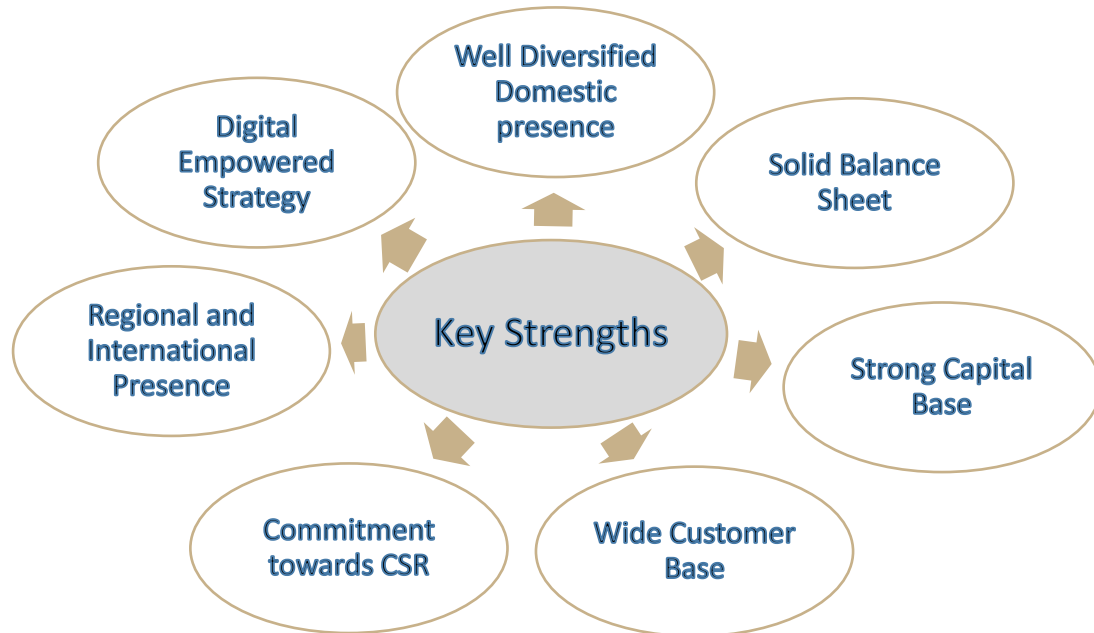 Well Diversified
Domestic
presence
Digital
Empowered
Strategy
Solid Balance
Sheet
Regional and
International
Presence
Key Strengths
Strong Capital
Base
Commitment
towards CSR
Wide Customer
Base